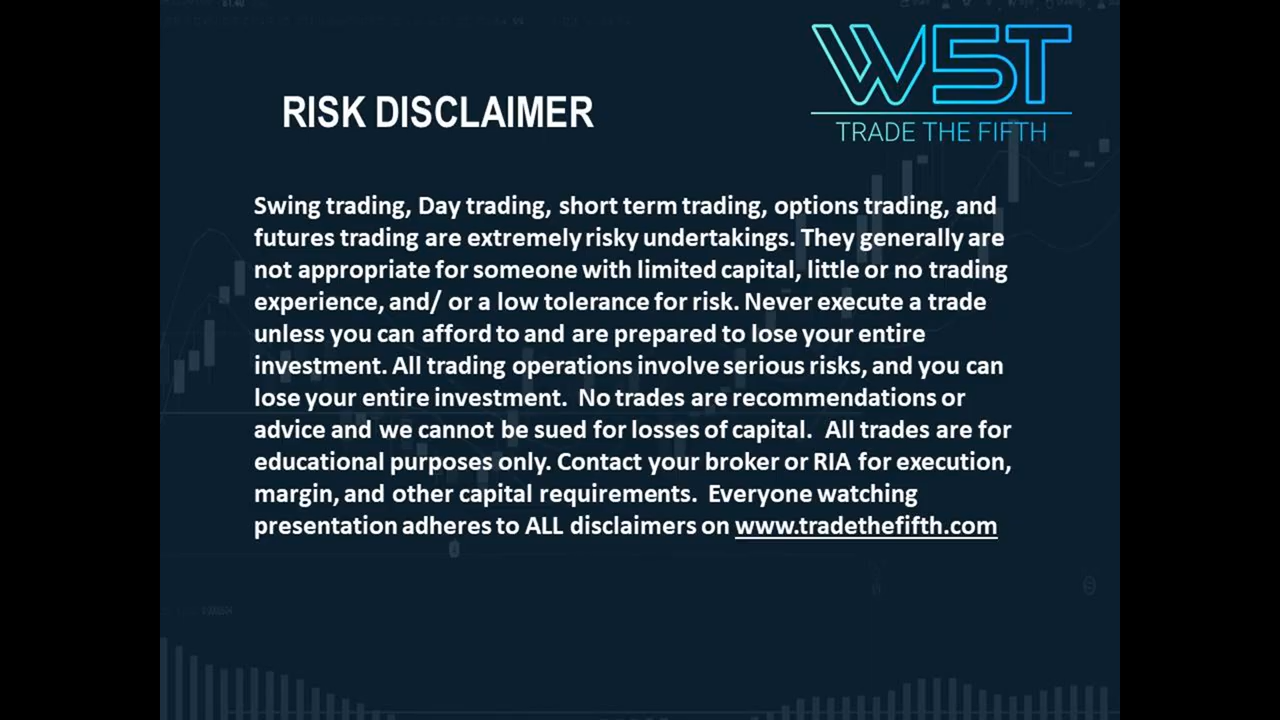 W5T
TRADE THE FIFTH
RISK DISCLAIMER
Swing trading, Day trading, short term trading, options trading, and
futures trading are extremely risky undertakings. They generally are
not appropriate for someone with limited capital, little or no trading
experience, and/ or a low tolerance for risk. Never execute a trade
unless you can afford to and are prepared to lose your entire
investment. All trading operations involve serious risks, and you can
lose your entire investment.  No trades are recommendations or
advice and we cannot be sued for losses of capital.  All trades are for
educational purposes only. Contact your broker or RIA for execution,
margin, and other capital requirements.  Everyone watching
presentation adheres to ALL disclaimers on www.tradethefifth.com